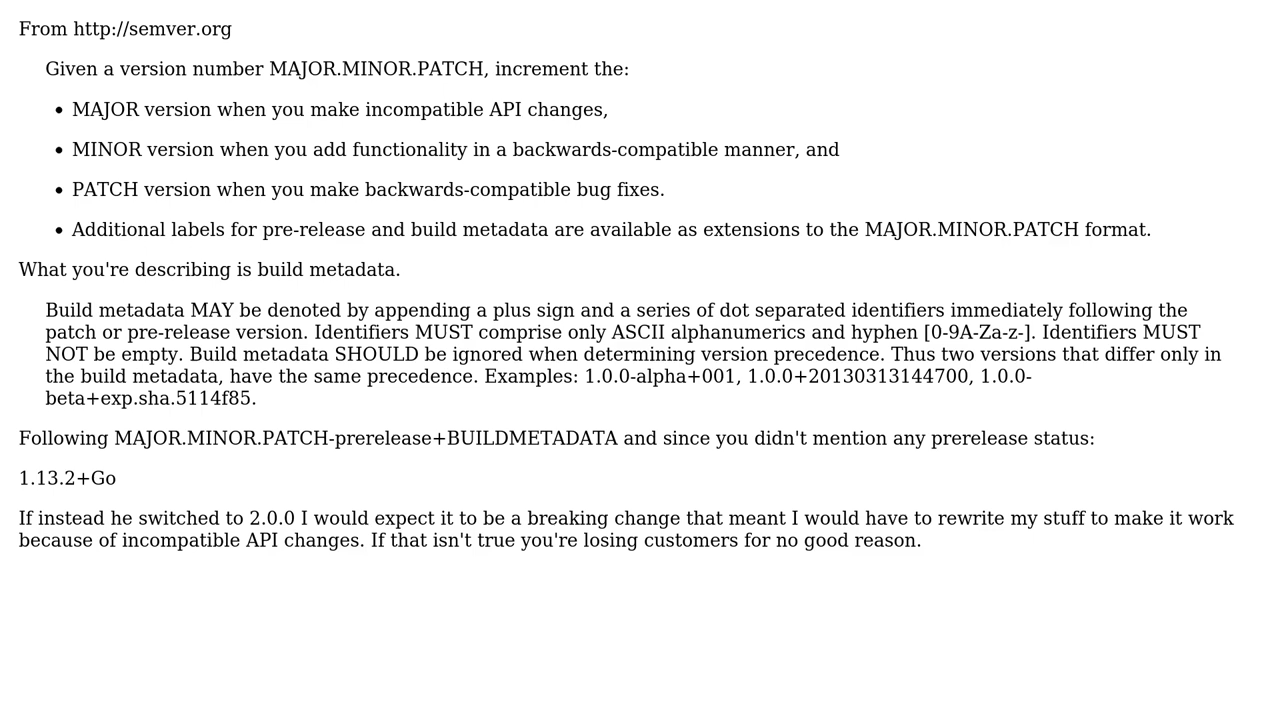 From http://semver.org
Given a version number MAJOR.MINOR.PATCH, increment the:
• MAJOR version when you make incompatible API changes,
• MINOR version when you add functionality in a backwards-compatible manner, and
• PATCH version when you make backwards-compatible bug fixes.
• Additional labels for pre-release and build metadata are available as extensions to the MAJOR.MINOR.PATCH format.
What you're describing is build metadata.
Build metadata MAY be denoted by appending a plus sign and a series of dot separated identifiers immediately following the
patch or pre-release version. Identifiers MUST comprise only ASCII alphanumerics and hyphen [0-9A-Za-z-]. Identifiers MUST
NOT be empty. Build metadata SHOULD be ignored when determining version precedence. Thus two versions that differ only in
the build metadata, have the same precedence. Examples: 1.0.0-alpha+001, 1.0.0+20130313144700, 1.0.0-
beta+exp.sha.5114f85.
Following MAJOR.MINOR.PATCH-prerelease+BUILDMETADATA and since you didn't mention any prerelease status:
1.13.2+Go
If instead he switched to 2.0.0 I would expect it to be a breaking change that meant I would have to rewrite my stuff to make it work
because of incompatible API changes. If that isn't true you're losing customers for no good reason.